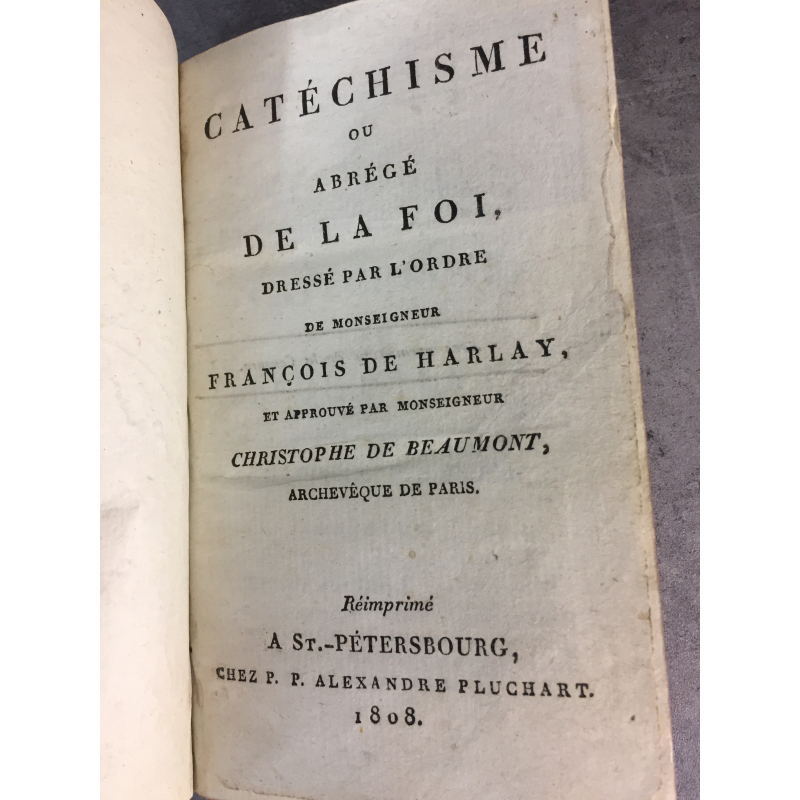 CATÉCHISME
OU
ABRÉGÉ
DE LA FOI,
DRESSÉ PAR L'ORDRE
DE MONSEIGNEUR
FRANÇOIS DE HARLAY,
ET APPROUVÉ PAR MONSEIGNEUR
CHRISTOPHE DE BEAUMONT,
ARCHEVÊQUE DE PARIS.
Réimprimé
A ST.-PÉTERSBOURG,
CHEZ P. P. ALEXANDRE PLUCHART.
1808.